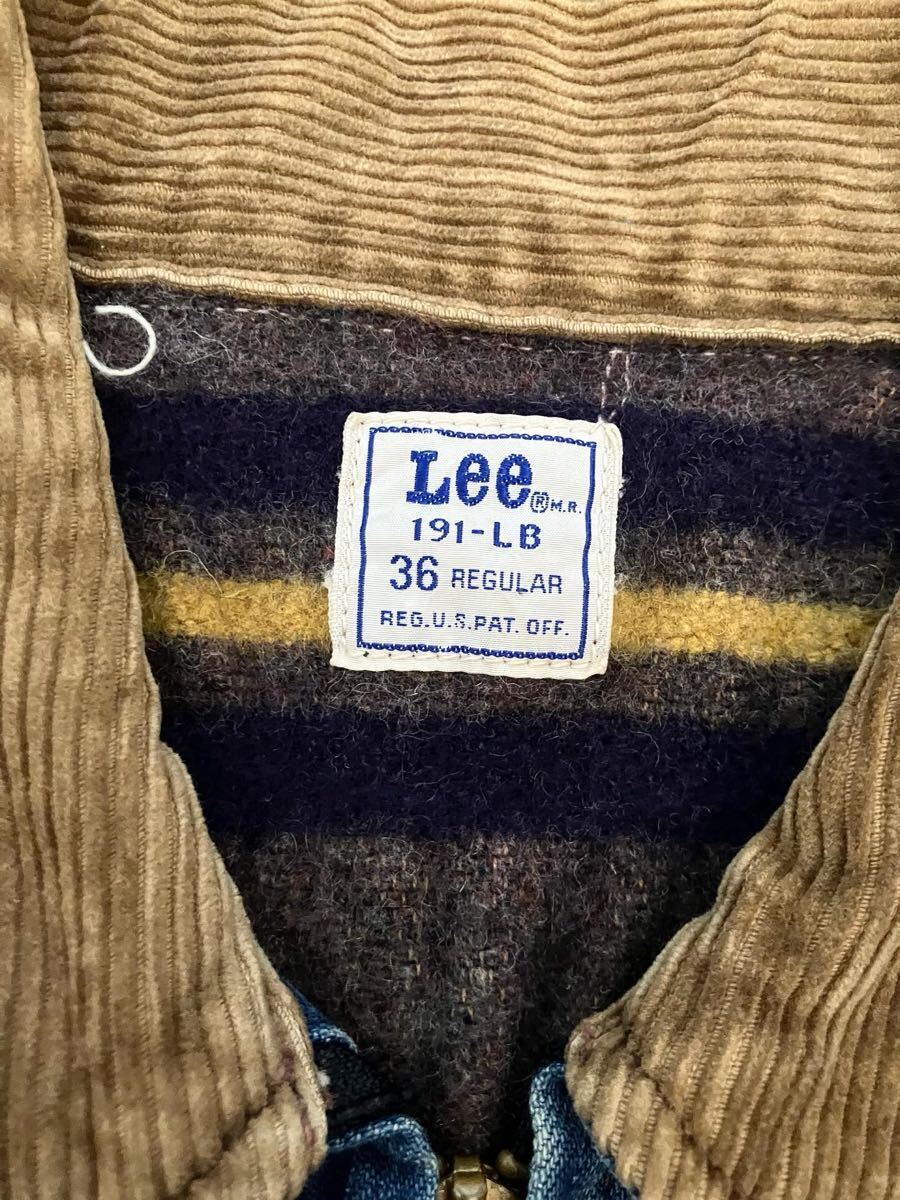 Lee ® M.R.
191-LB
36 REGULAR
REG.U.S.PAT. OFF.